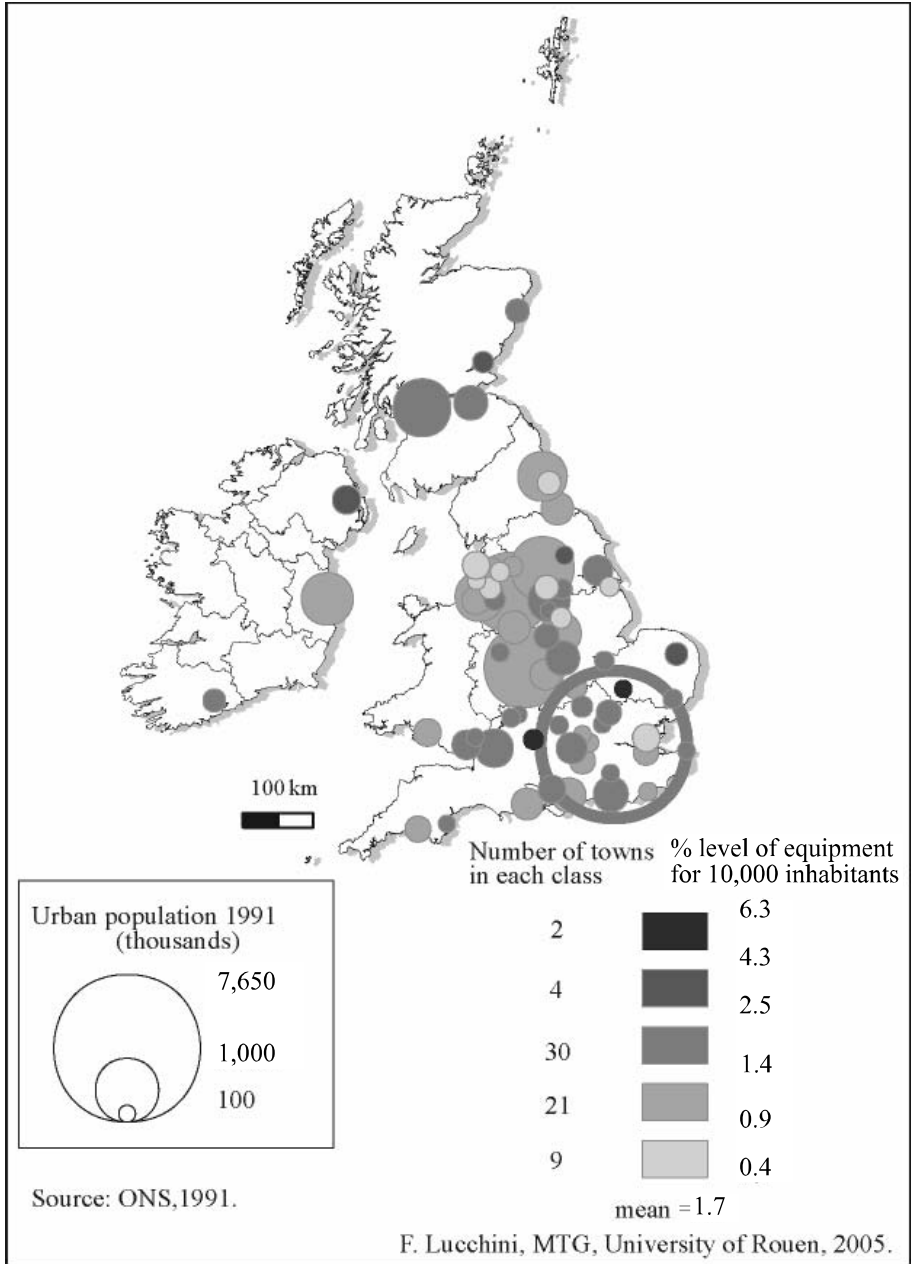 100 km
Number of towns
in each class
% level of equipment
for 10,000 inhabitants
6.3
2
4.3
4
2.5
30
1.4
21
0.9
9
0.4
mean = 1.7
Urban population 1991
(thousands)
7,650
1,000
100
Source: ONS,1991.
F. Lucchini, MTG, University of Rouen, 2005.